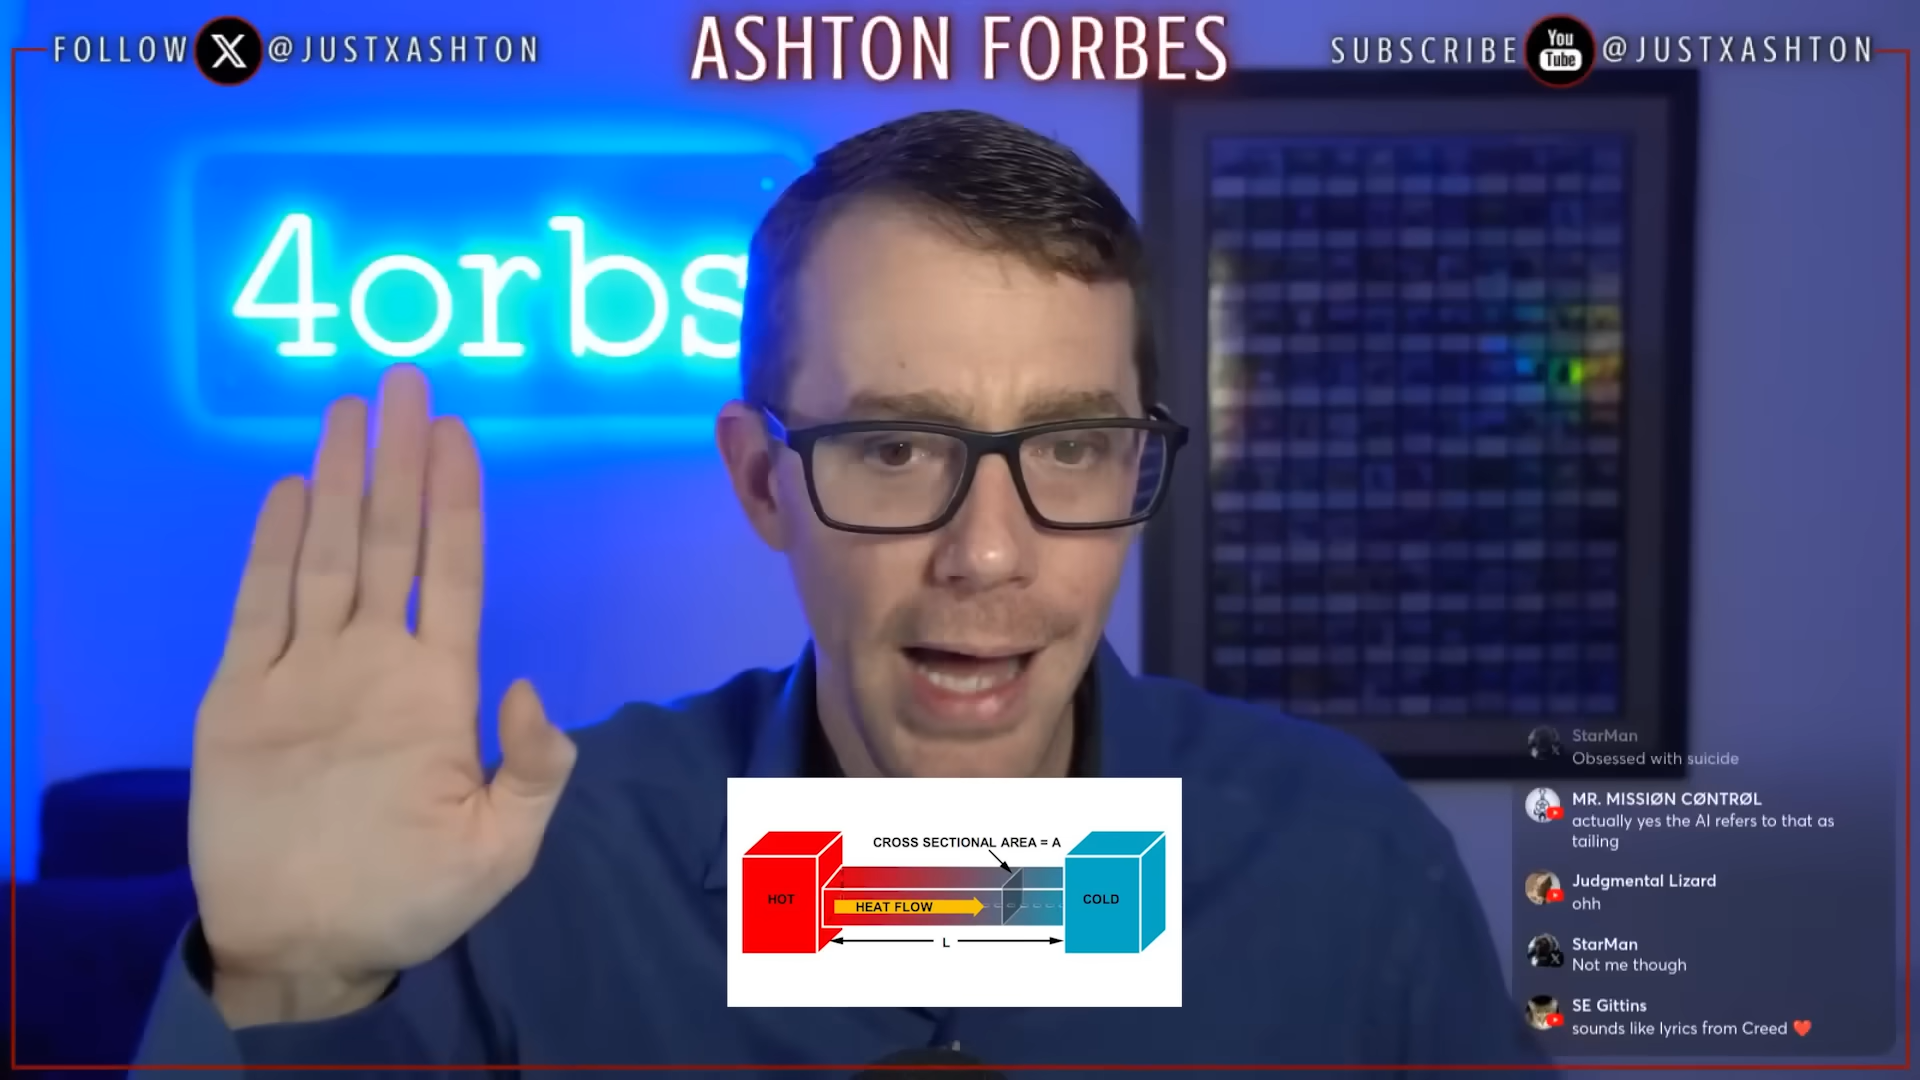 FOLLOW X @JUSTXASHTON
ASHTON FORBES
SUBSCRIBE You Tube @JUSTXASHTON
4orbs
CROSS SECTIONAL AREA = A
HOT
HEAT FLOW
COLD
L
StarMan
Obsessed with suicide
MR. MISSIØN CØNTRØL
actually yes the AI refers to that as
tailing
Judgmental Lizard
ohh
StarMan
Not me though
SE Gittins
sounds like lyrics from Creed ❤️